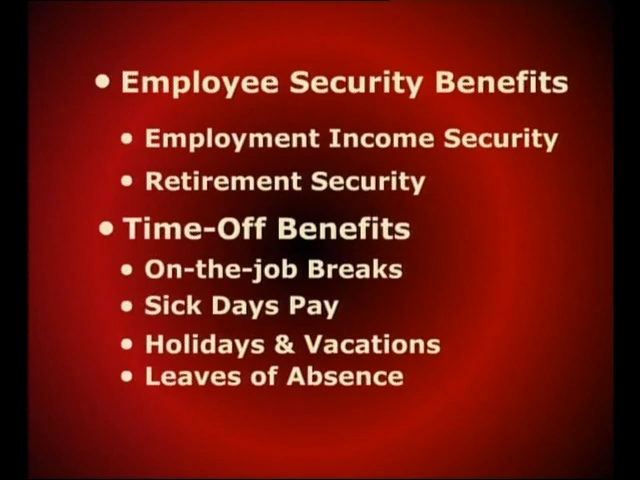 • Employee Security Benefits
• Employment Income Security
• Retirement Security
• Time-Off Benefits
• On-the-job Breaks
• Sick Days Pay
• Holidays & Vacations
• Leaves of Absence